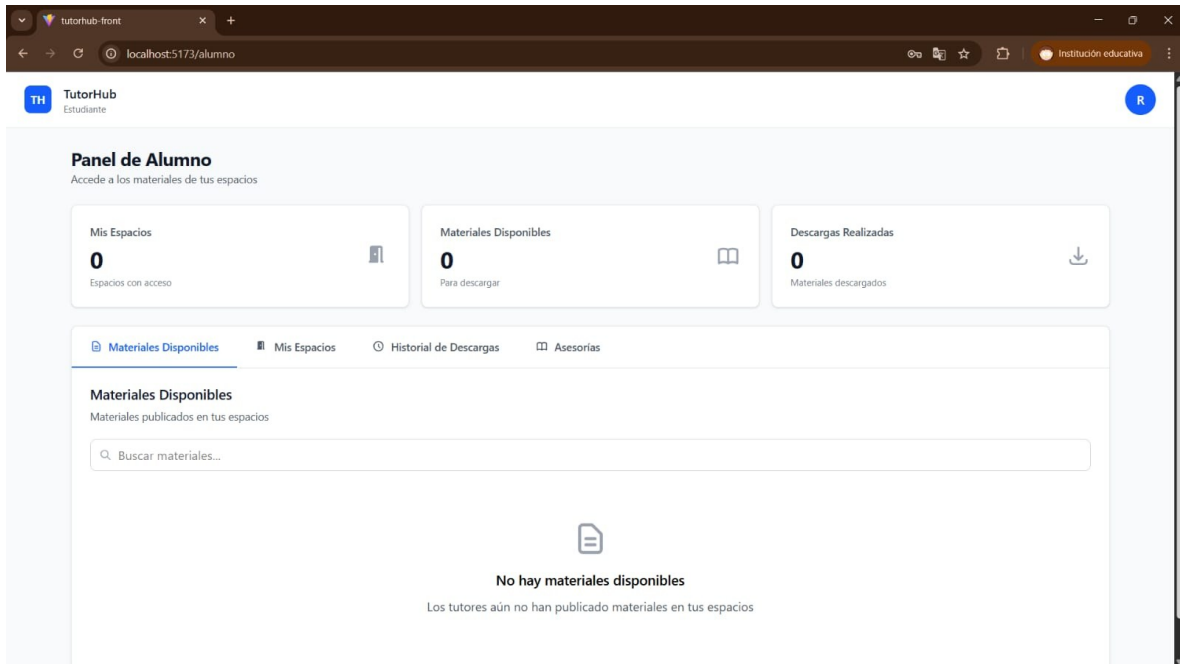 tutorhub-front
localhost:5173/alumno
Institución educativa
TH
TutorHub
Estudiante
R
Panel de Alumno
Accede a los materiales de tus espacios
Mis Espacios
0
Espacios con acceso
Materiales Disponibles
0
Para descargar
Descargas Realizadas
0
Materiales descargados
Materiales Disponibles Mis Espacios Historial de Descargas Asesorías
Materiales Disponibles
Materiales publicados en tus espacios
Buscar materiales...
No hay materiales disponibles
Los tutores aún no han publicado materiales en tus espacios